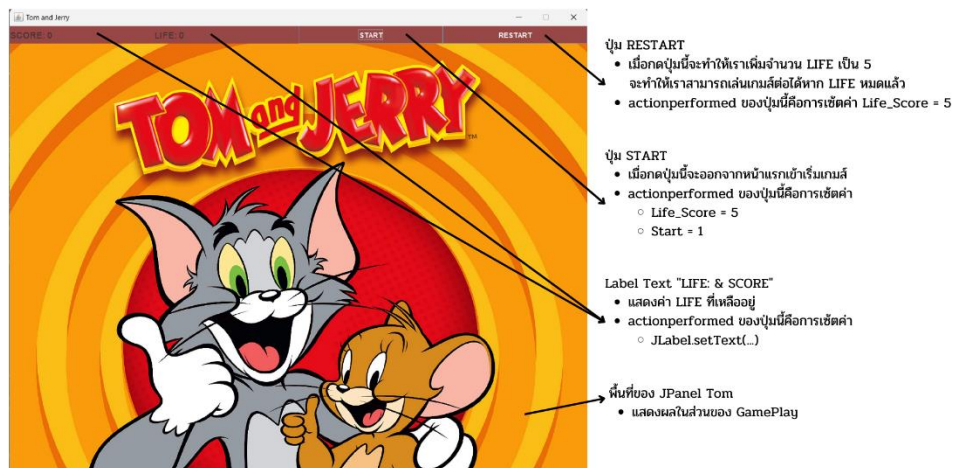 Tom and Jerry
SCORE: 0 LIFE: 0 START RESTART
TOM and JERRY TM
ปุ่ม RESTART
• เมื่อกดปุ่มนี้จะทำให้เราเพิ่มจำนวน LIFE เป็น 5
จะทำให้เราสามารถเล่นเกมส์ต่อได้หาก LIFE หมดแล้ว
• actionperformed ของปุ่มนี้คือการเซ้ตค่า Life_Score = 5
ปุ่ม START
• เมื่อกดปุ่มนี้จะออกจากหน้าแรกเข้าเริ่มเกมส์
• actionperformed ของปุ่มนี้คือการเซ้ตค่า
○ Life_Score = 5
○ Start = 1
Label Text "LIFE: & SCORE"
• แสดงค่า LIFE ที่เหลืออยู่
• actionperformed ของปุ่มนี้คือการเซ้ตค่า
○ JLabel.setText(...)
พื้นที่ของ JPanel Tom
• แสดงผลในส่วนของ GamePlay